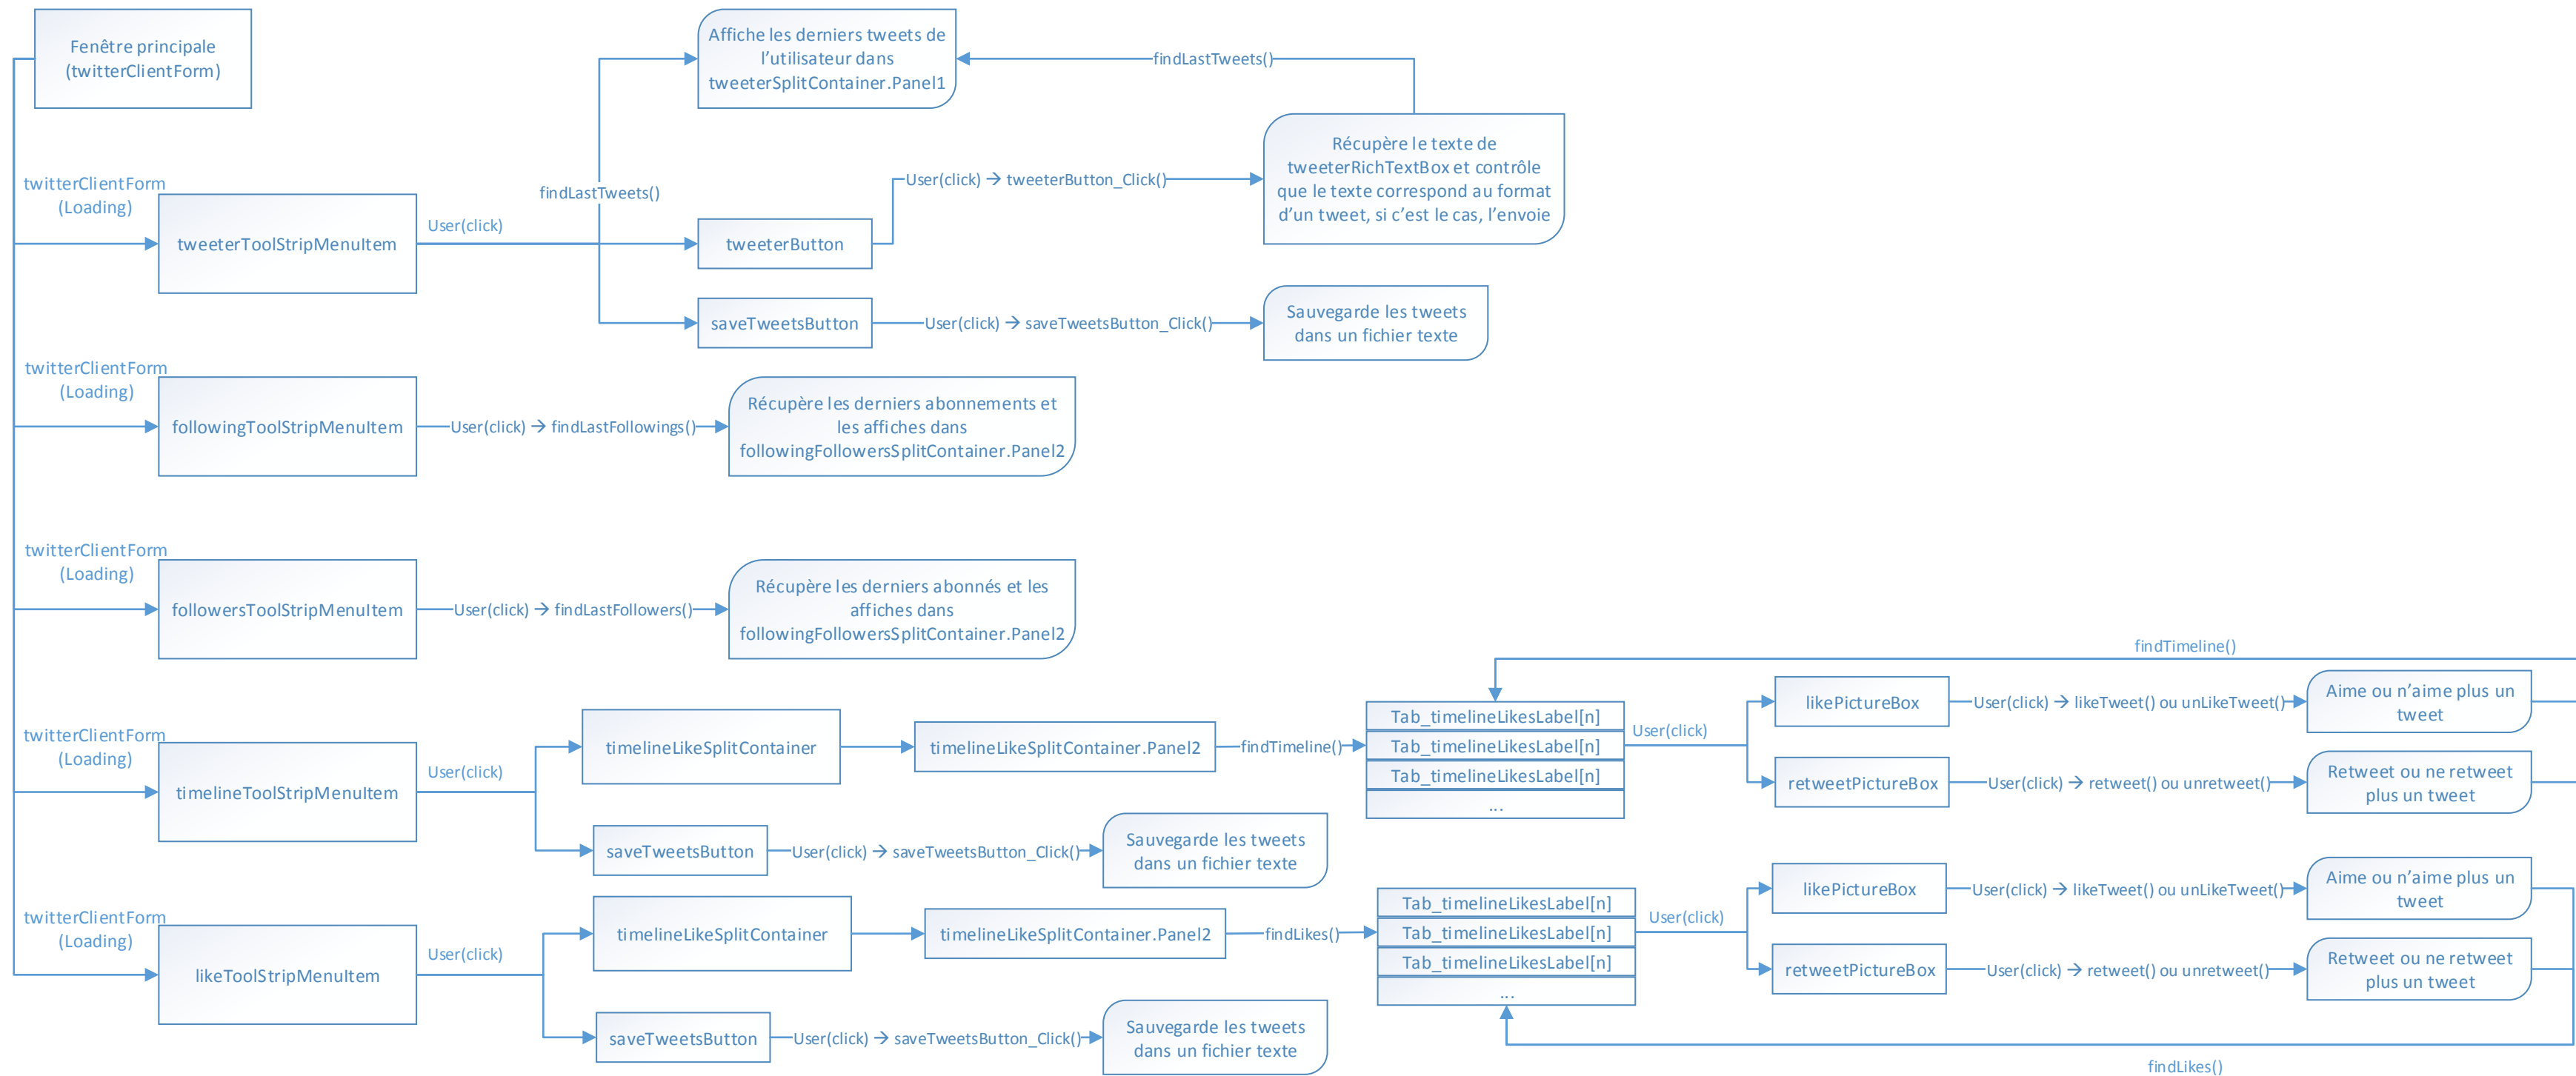 Fenêtre principale
(twitterClientForm)
twitterClientForm
(Loading)
tweeterToolStripMenuItem
User(click)
findLastTweets()
Affiche les derniers tweets de
l’utilisateur dans
tweeterSplitContainer.Panel1
findLastTweets()
tweeterButton
User(click) → tweeterButton_Click()
Récupère le texte de
tweeterRichTextBox et contrôle
que le texte correspond au format
d’un tweet, si c’est le cas, l’envoie
saveTweetsButton
User(click) → saveTweetsButton_Click()
Sauvegarde les tweets
dans un fichier texte
twitterClientForm
(Loading)
followingToolStripMenuItem
User(click) → findLastFollowings()
Récupère les derniers abonnements et
les affiches dans
followingFollowersSplitContainer.Panel2
twitterClientForm
(Loading)
followersToolStripMenuItem
User(click) → findLastFollowers()
Récupère les derniers abonnés et les
affiches dans
followingFollowersSplitContainer.Panel2
twitterClientForm
(Loading)
timelineToolStripMenuItem
User(click)
timelineLikeSplitContainer
timelineLikeSplitContainer.Panel2
findTimeline()
findTimeline()
Tab_timelineLikesLabel[n]
Tab_timelineLikesLabel[n]
Tab_timelineLikesLabel[n]
...
User(click)
likePictureBox
User(click) → likeTweet() ou unLikeTweet()
Aime ou n’aime plus un
tweet
retweetPictureBox
User(click) → retweet() ou unretweet()
Retweet ou ne retweet
plus un tweet
saveTweetsButton
User(click) → saveTweetsButton_Click()
Sauvegarde les tweets
dans un fichier texte
twitterClientForm
(Loading)
likeToolStripMenuItem
User(click)
timelineLikeSplitContainer
timelineLikeSplitContainer.Panel2
findLikes()
Tab_timelineLikesLabel[n]
Tab_timelineLikesLabel[n]
Tab_timelineLikesLabel[n]
...
User(click)
likePictureBox
User(click) → likeTweet() ou unLikeTweet()
Aime ou n’aime plus un
tweet
retweetPictureBox
User(click) → retweet() ou unretweet()
Retweet ou ne retweet
plus un tweet
saveTweetsButton
User(click) → saveTweetsButton_Click()
Sauvegarde les tweets
dans un fichier texte
findLikes()